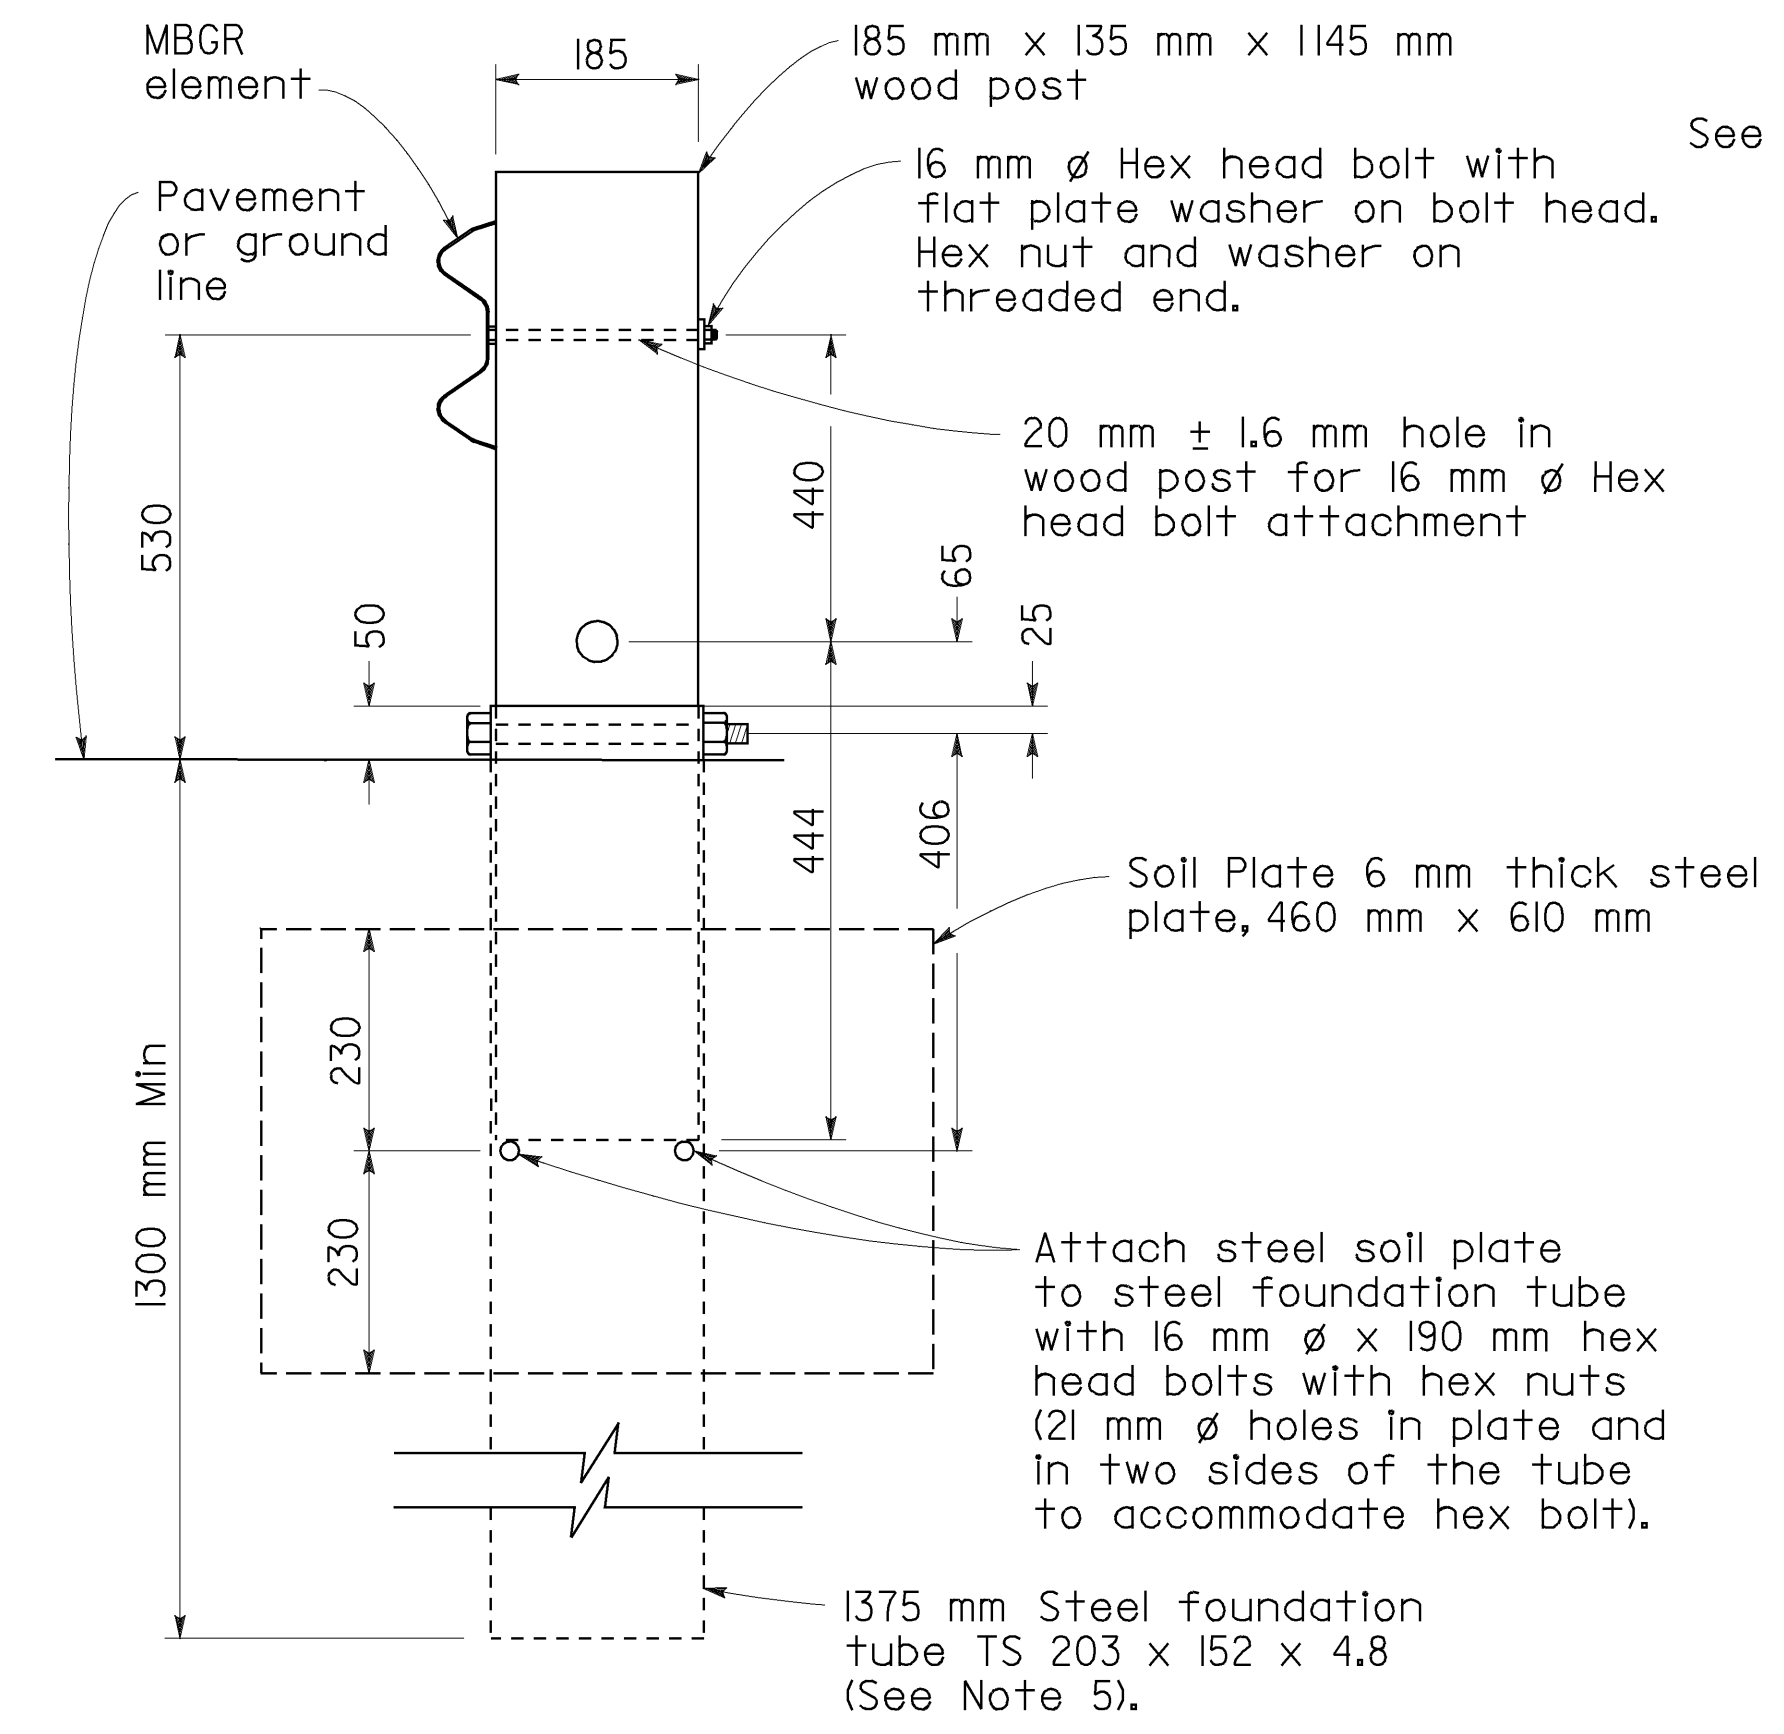 MBGR
element
185
185 mm x 135 mm x 1145 mm
wood post
See
16 mm ø Hex head bolt with
flat plate washer on bolt head.
Hex nut and washer on
threaded end.
Pavement
or ground
line
20 mm ± 1.6 mm hole in
wood post for 16 mm ø Hex
head bolt attachment
530
440
65
50
25
444
406
Soil Plate 6 mm thick steel
plate, 460 mm x 610 mm
230
1300 mm Min
230
Attach steel soil plate
to steel foundation tube
with 16 mm ø x 190 mm hex
head bolts with hex nuts
(21 mm ø holes in plate and
in two sides of the tube
to accommodate hex bolt).
1375 mm Steel foundation
tube TS 203 x 152 x 4.8
(See Note 5).